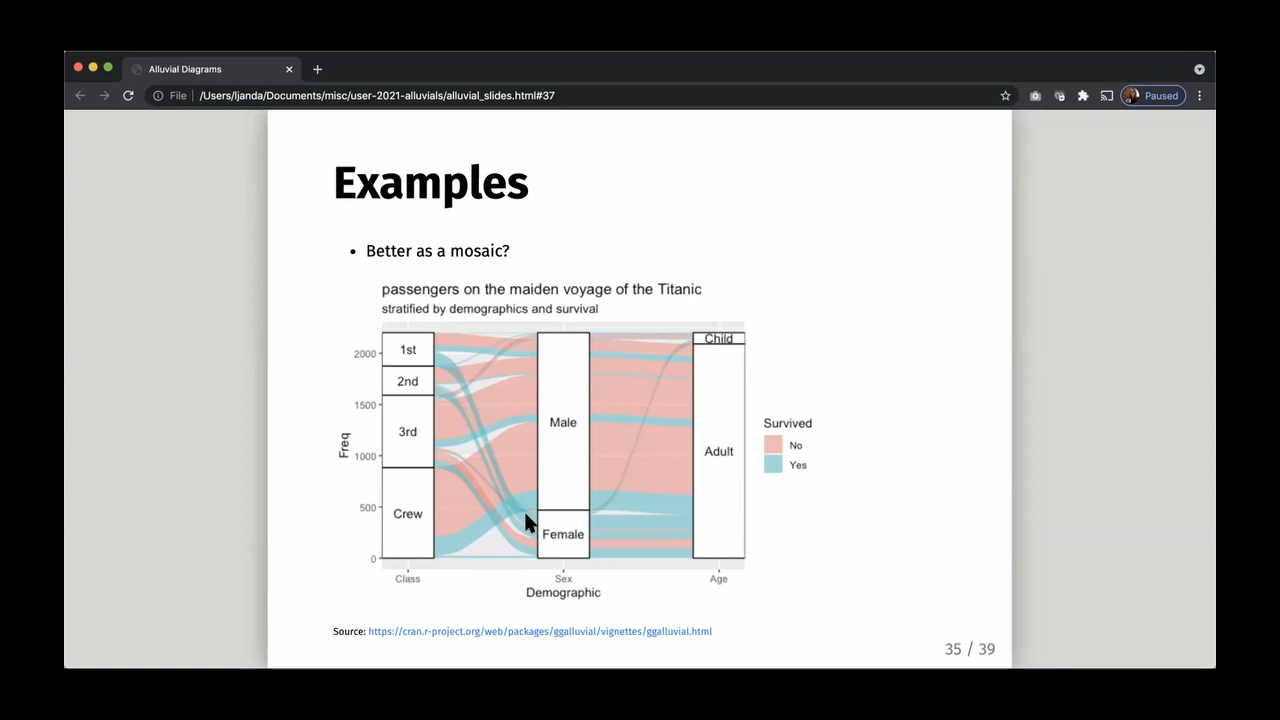 Alluvial Diagrams
File
/Users/ljanda/Documents/misc/user-2021-alluvials/alluvial_slides.html#37
Paused
Examples
• Better as a mosaic?
passengers on the maiden voyage of the Titanic
stratified by demographics and survival
Freq
2000
1500
1000
500
0
1st
2nd
3rd
Crew
Male
Female
Child
Adult
Class
Sex
Age
Demographic
Survived
No
Yes
Source: https://cran.r-project.org/web/packages/ggalluvial/vignettes/ggalluvial.html
35 / 39